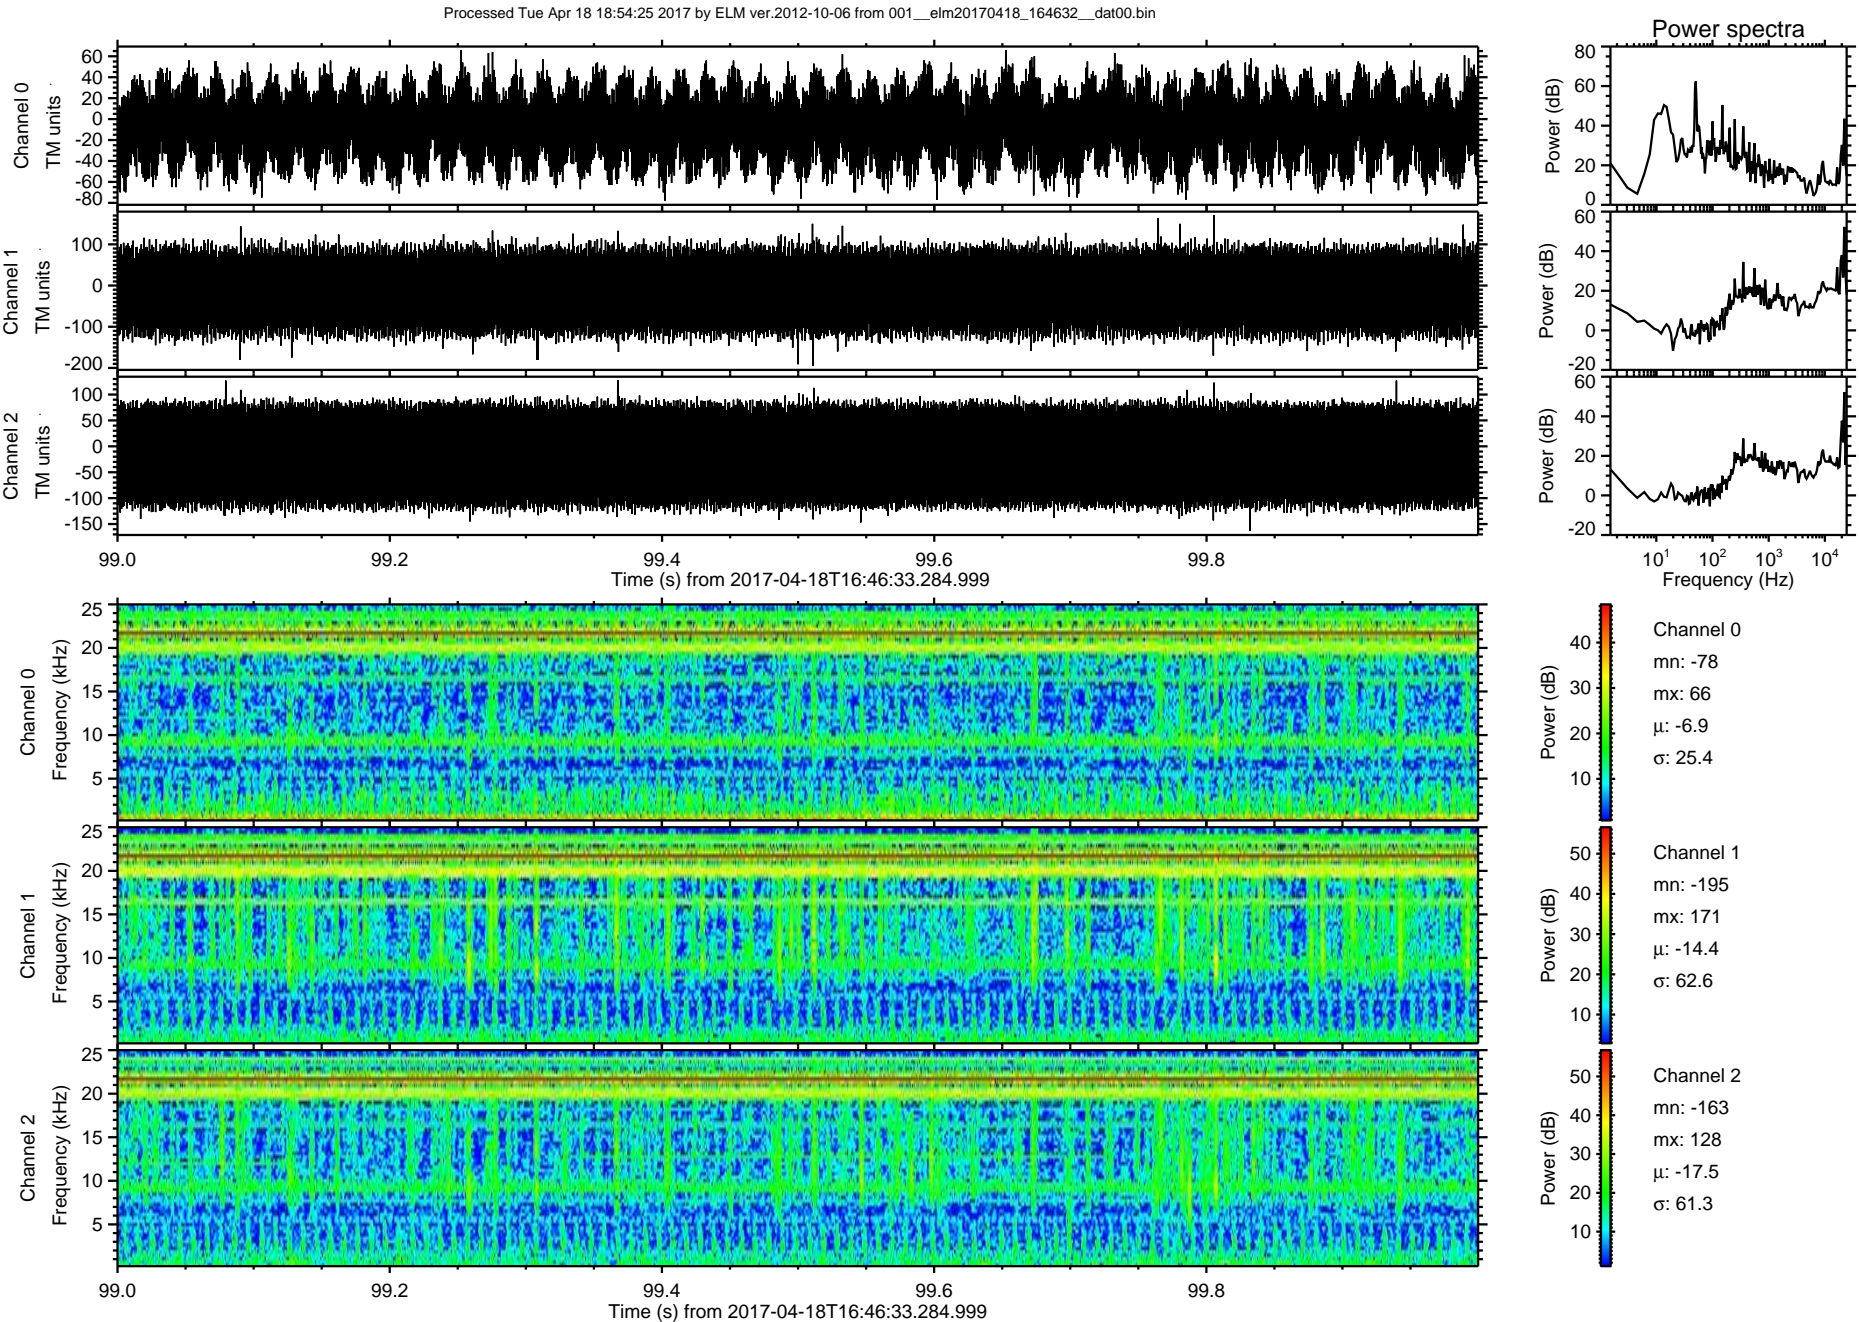 Processed Tue Apr 18 18:54:25 2017 by ELM ver.2012-10-06 from 001__elm20170418_164632__dat00.bin
Power spectra
Channel 0
TM units
60
40
20
0
-20
-40
-60
-80
Power (dB)
80
60
40
20
0
Channel 1
TM units
100
0
-100
-200
Power (dB)
60
40
20
0
-20
Channel 2
TM units
100
50
0
-50
-100
-150
Power (dB)
60
40
20
0
-20
99.0 99.2 99.4 99.6 99.8
Time (s) from 2017-04-18T16:46:33.284.999
10¹ 10² 10³ 10⁴
Frequency (Hz)
Channel 0
Frequency (kHz)
25
20
15
10
5
Power (dB)
40
30
20
10
Channel 0
mn: -78
mx: 66
μ: -6.9
σ: 25.4
Channel 1
Frequency (kHz)
25
20
15
10
5
Power (dB)
50
40
30
20
10
Channel 1
mn: -195
mx: 171
μ: -14.4
σ: 62.6
Channel 2
Frequency (kHz)
25
20
15
10
5
Power (dB)
50
40
30
20
10
Channel 2
mn: -163
mx: 128
μ: -17.5
σ: 61.3
99.0 99.2 99.4 99.6 99.8
Time (s) from 2017-04-18T16:46:33.284.999